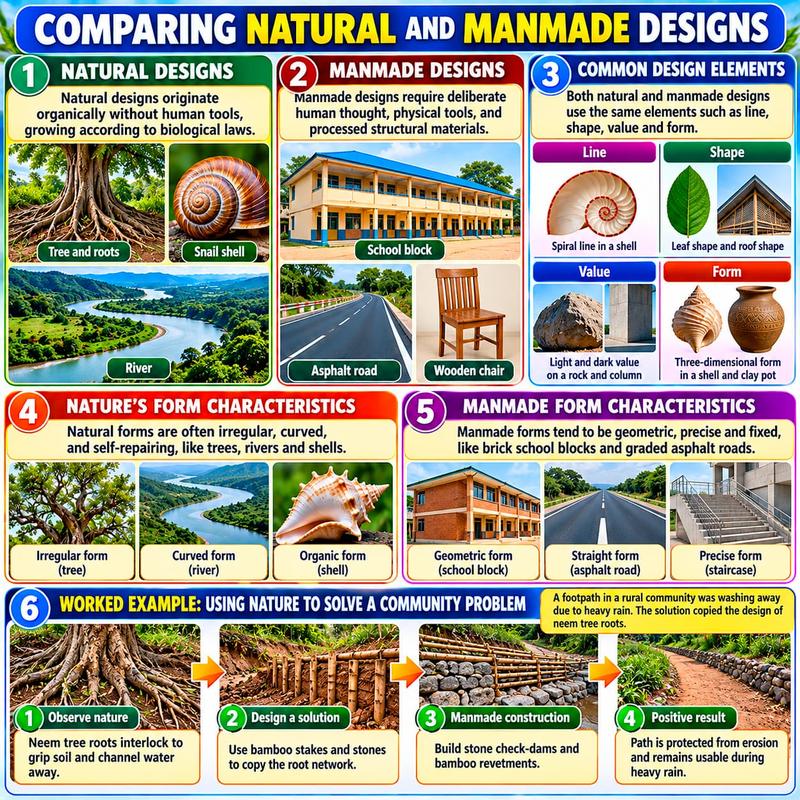 COMPARING NATURAL AND MANMADE DESIGNS
1 NATURAL DESIGNS
Natural designs originate
organically without human tools,
growing according to biological laws.
Tree and roots
Snail shell
River
2 MANMADE DESIGNS
Manmade designs require deliberate
human thought, physical tools, and
processed structural materials.
School block
Asphalt road
Wooden chair
3 COMMON DESIGN ELEMENTS
Both natural and manmade designs
use the same elements such as line,
shape, value and form.
Line
Spiral line in a shell
Shape
Leaf shape and roof shape
Value
Light and dark value
on a rock and column
Form
Three-dimensional form
in a shell and clay pot
4 NATURE'S FORM CHARACTERISTICS
Natural forms are often irregular, curved,
and self-repairing, like trees, rivers and shells.
Irregular form
(tree)
Curved form
(river)
Organic form
(shell)
5 MANMADE FORM CHARACTERISTICS
Manmade forms tend to be geometric, precise and fixed,
like brick school blocks and graded asphalt roads.
Geometric form
(school block)
Straight form
(asphalt road)
Precise form
(staircase)
6 WORKED EXAMPLE: USING NATURE TO SOLVE A COMMUNITY PROBLEM
A footpath in a rural community was washing away
due to heavy rain. The solution copied the design of
neem tree roots.
1 Observe nature
Neem tree roots interlock to
grip soil and channel water
away.
2 Design a solution
Use bamboo stakes and stones
to copy the root network.
3 Manmade construction
Build stone check-dams and
bamboo revetments.
4 Positive result
Path is protected from erosion
and remains usable during
heavy rain.